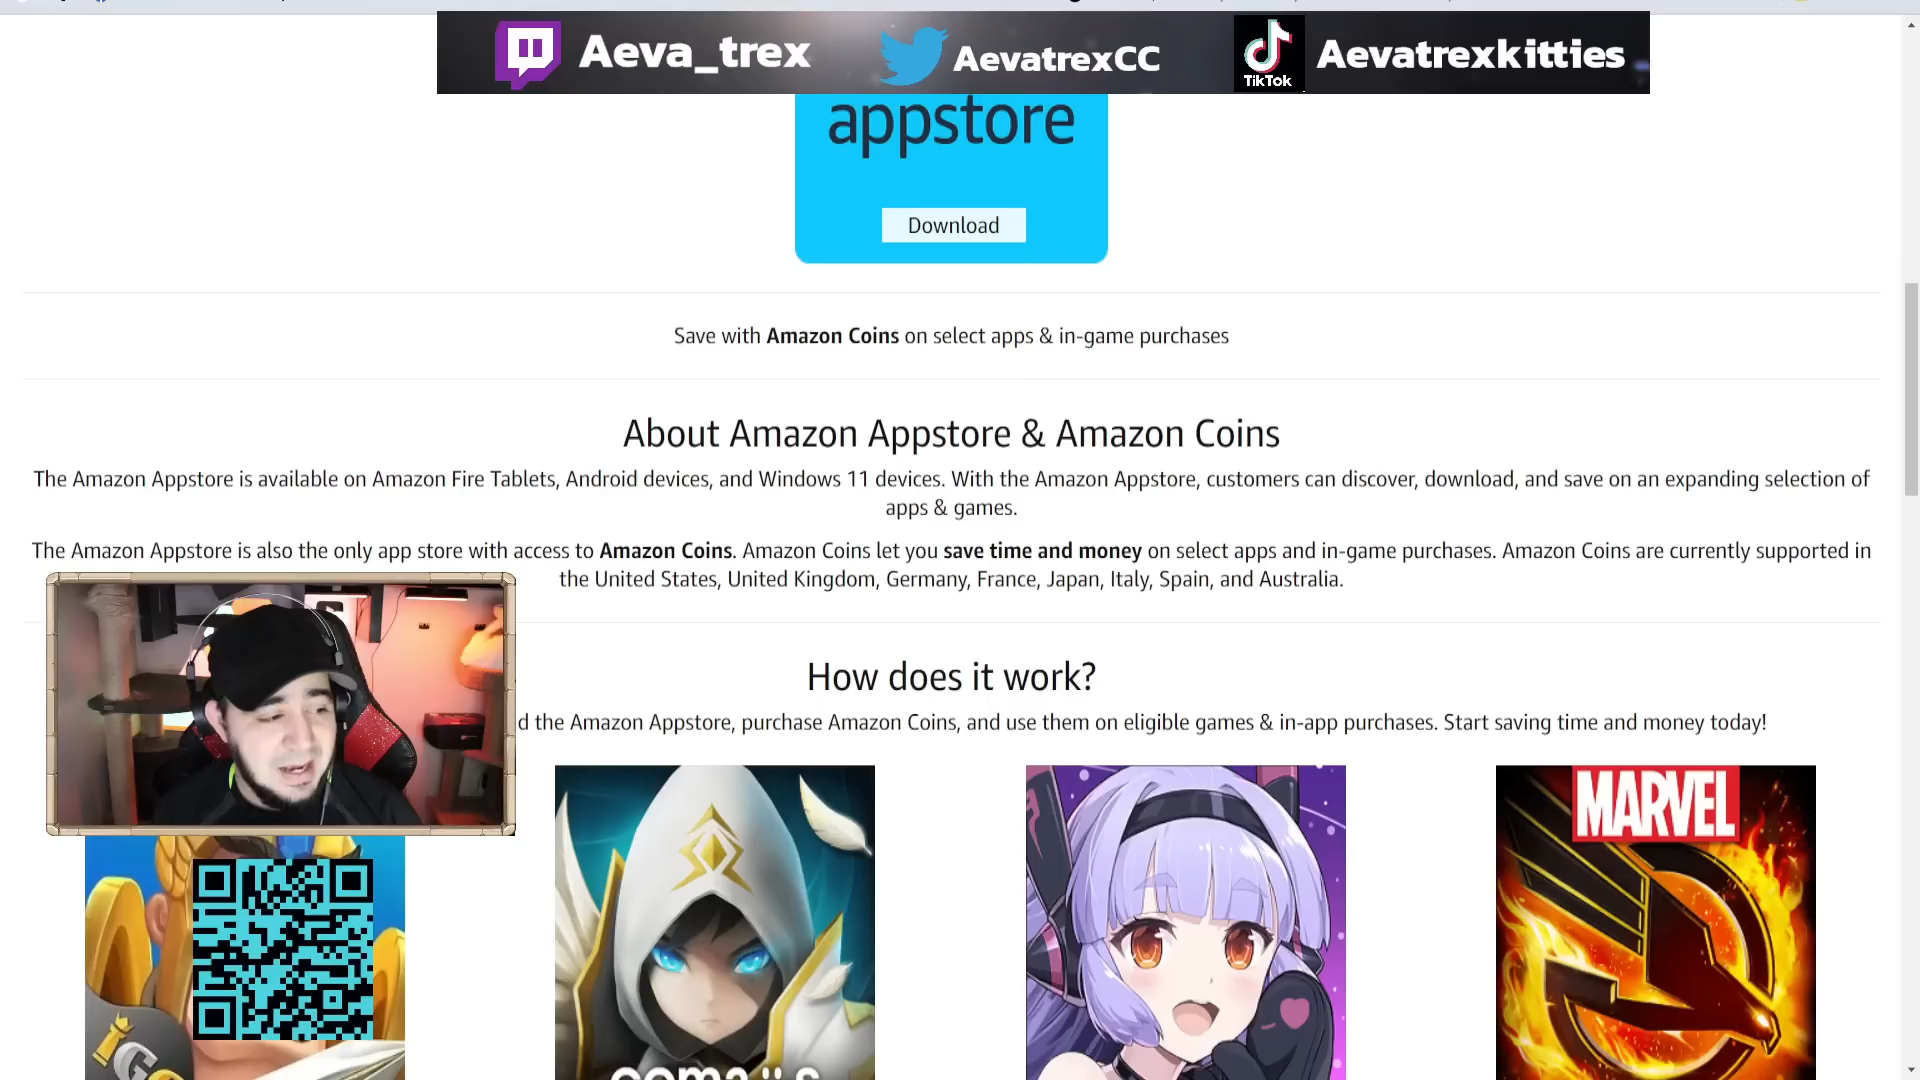 Aeva_trex
AevatrexCC
TikTok
Aevatrexkitties
appstore
Download
Save with Amazon Coins on select apps & in-game purchases
About Amazon Appstore & Amazon Coins
The Amazon Appstore is available on Amazon Fire Tablets, Android devices, and Windows 11 devices. With the Amazon Appstore, customers can discover, download, and save on an expanding selection of
apps & games.
The Amazon Appstore is also the only app store with access to Amazon Coins. Amazon Coins let you save time and money on select apps and in-game purchases. Amazon Coins are currently supported in
the United States, United Kingdom, Germany, France, Japan, Italy, Spain, and Australia.
How does it work?
d the Amazon Appstore, purchase Amazon Coins, and use them on eligible games & in-app purchases. Start saving time and money today!
MARVEL